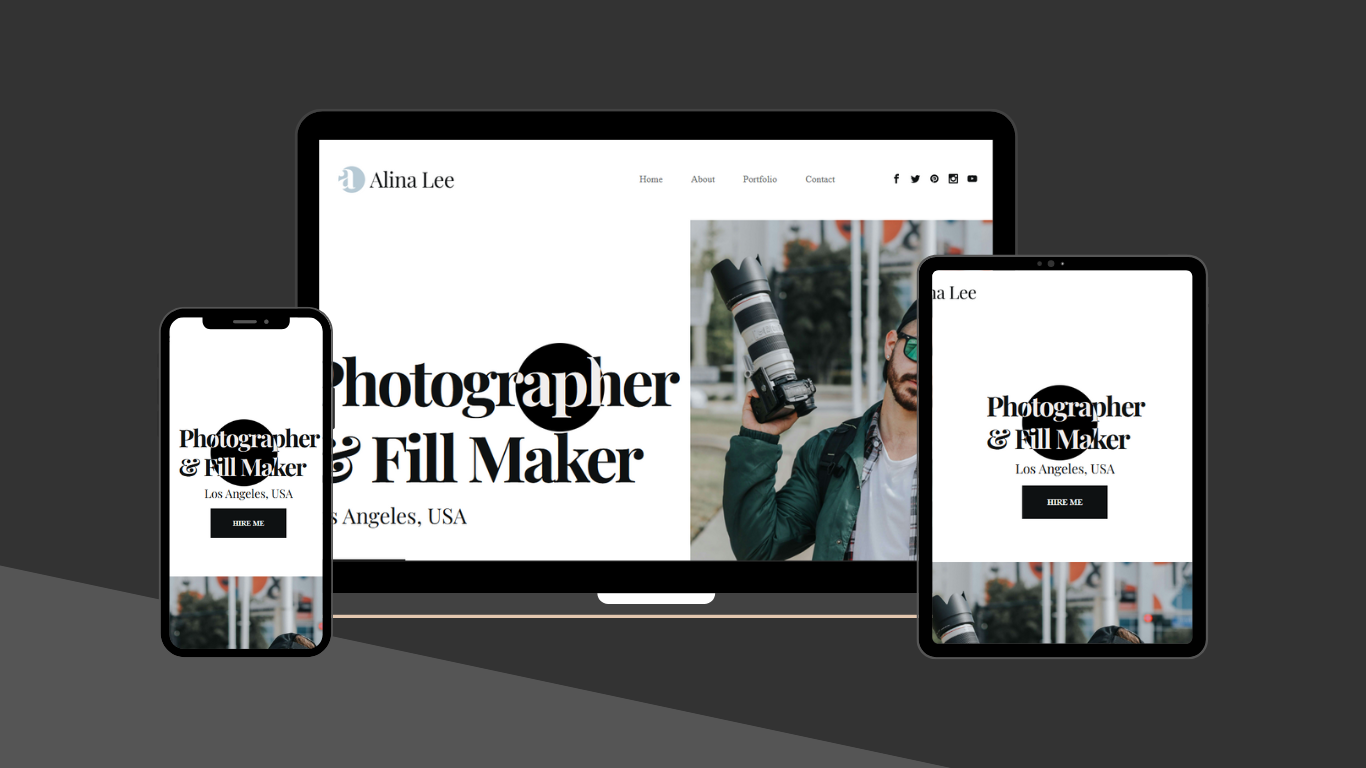 a Alina Lee
Home About Portfolio Contact
Photographer
& Fill Maker
s Angeles, USA
Photographer
& Fill Maker
Los Angeles, USA
HIRE ME
na Lee
Photographer
& Fill Maker
Los Angeles, USA
HIRE ME